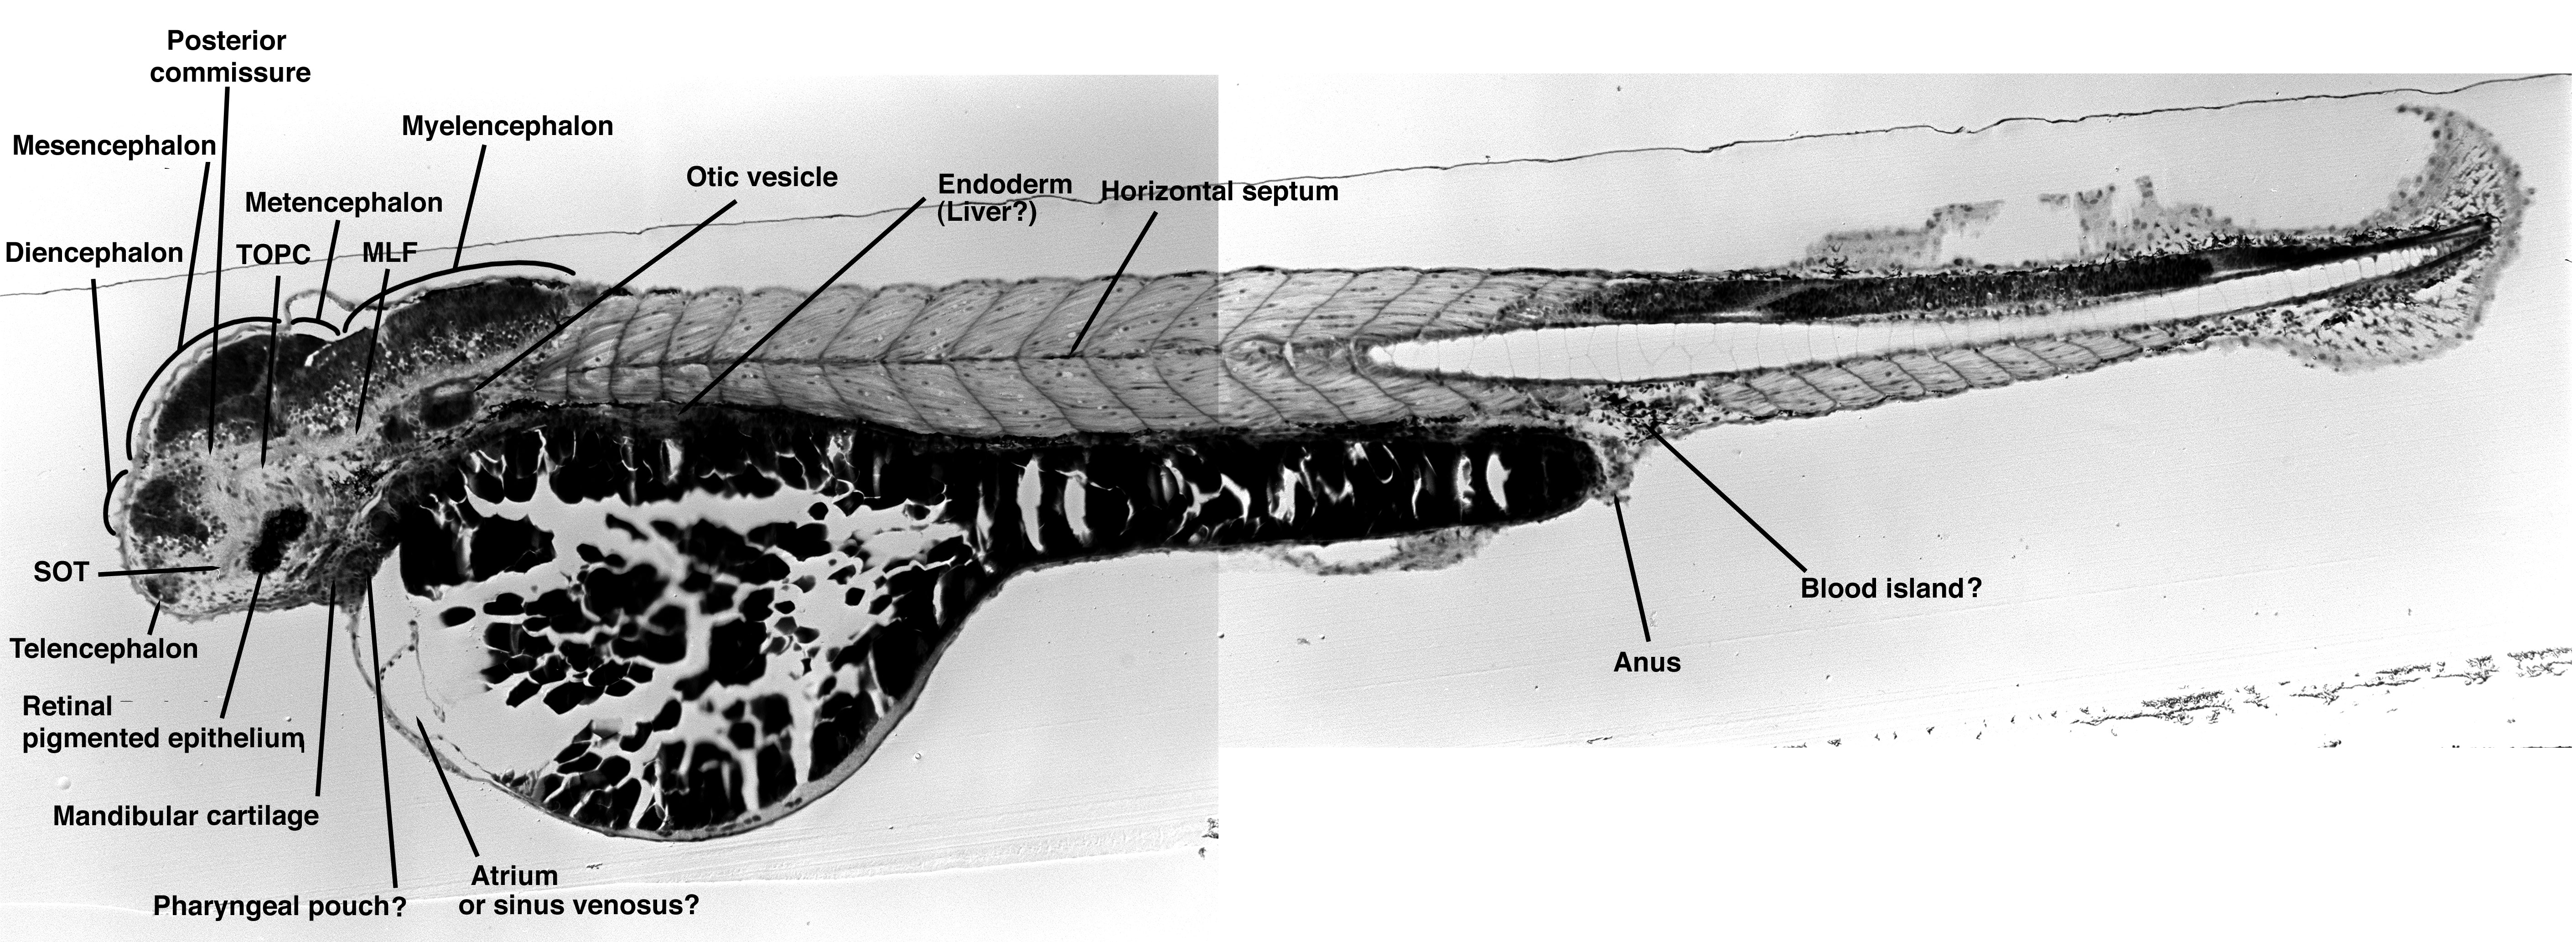 Posterior
commissure
Mesencephalon
Myelencephalon
Metencephalon
Otic vesicle
Endoderm
(Liver?)
Horizontal septum
Diencephalon
TOPC
MLF
SOT
Telencephalon
Retinal
pigmented epithelium
Mandibular cartilage
Pharyngeal pouch?
Atrium
or sinus venosus?
Anus
Blood island?